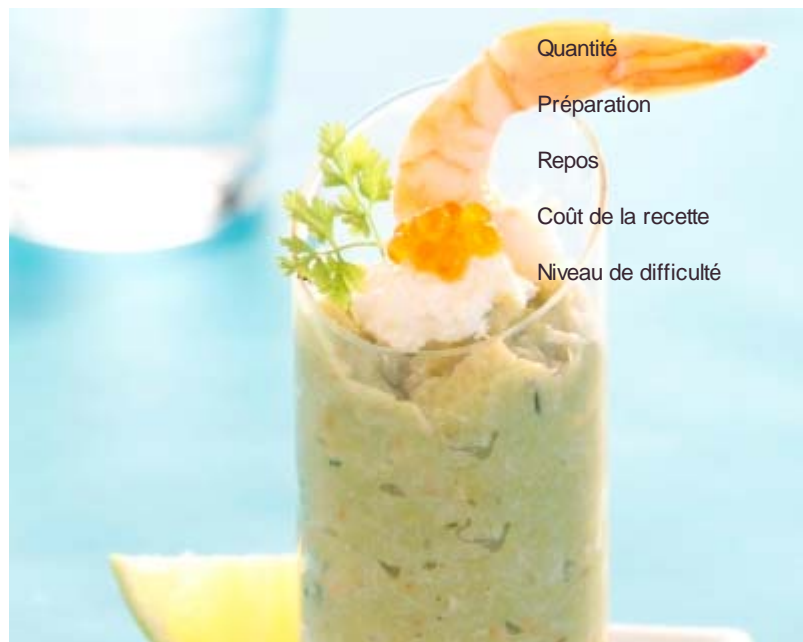 Quantité
Préparation
Repos
Coût de la recette
Niveau de difficulté